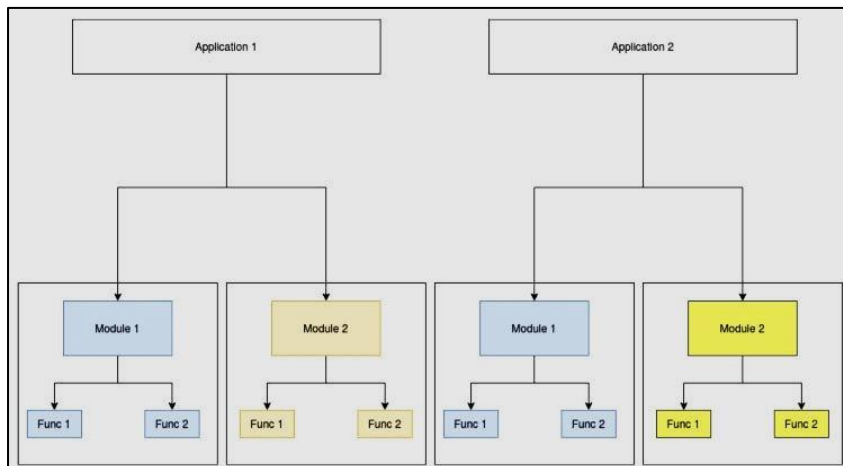 Application 1
Application 2
Module 1
Module 2
Module 1
Module 2
Func 1
Func 2
Func 1
Func 2
Func 1
Func 2
Func 1
Func 2